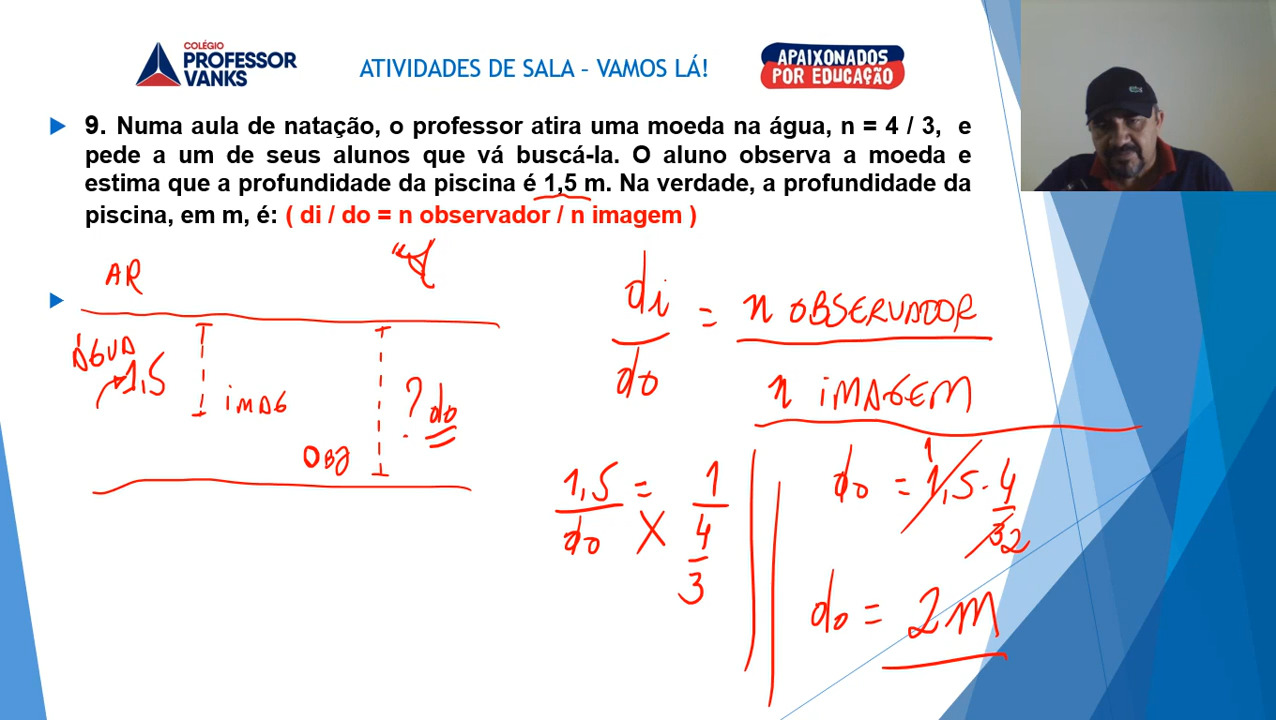 COLÉGIO
PROFESSOR
VANKS
ATIVIDADES DE SALA – VAMOS LÁ!
APAIXONADOS
POR EDUCAÇÃO
9. Numa aula de natação, o professor atira uma moeda na água, n = 4 / 3, e
pede a um de seus alunos que vá buscá-la. O aluno observa a moeda e
estima que a profundidade da piscina é 1,5 m. Na verdade, a profundidade da
piscina, em m, é: ( di / do = n observador / n imagem )
AR
ÁGUA
1,5
IMAG
OBJ
? do
di = n OBSERVADOR
do n IMAGEM
1,5 = 1
do X 4
3
do = 1,5 . 4
1
3 2
do = 2 m